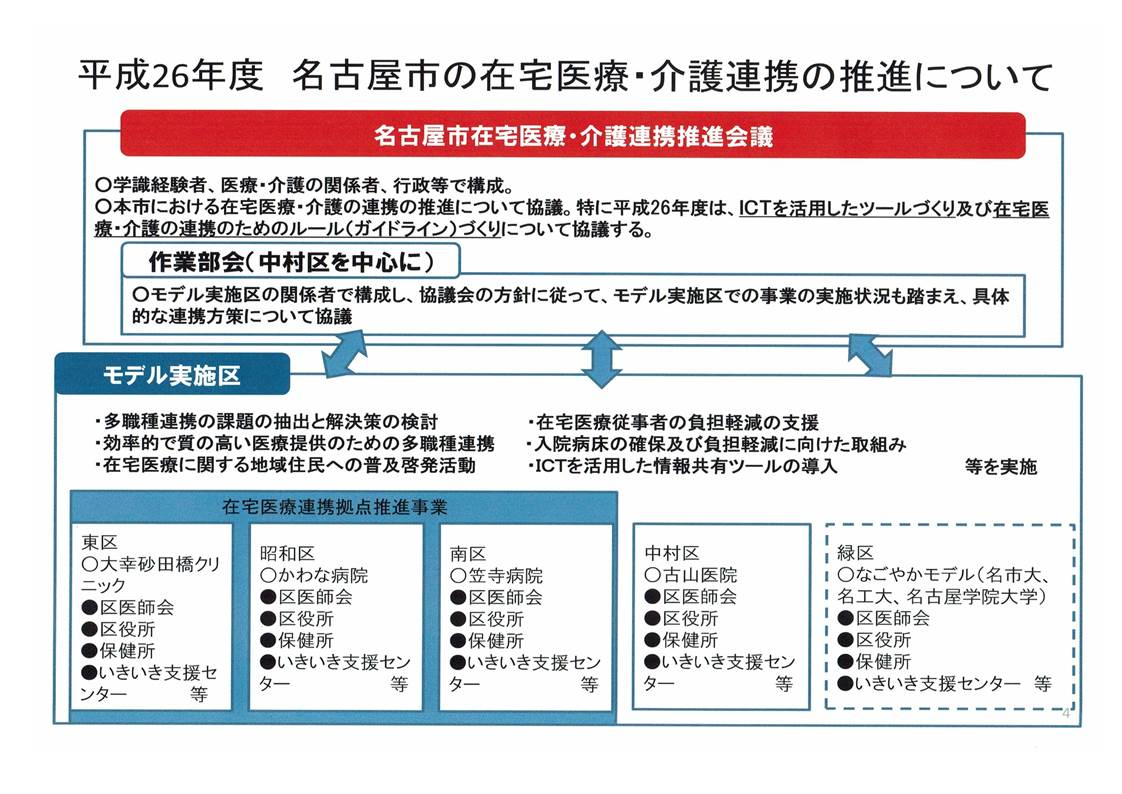 平成26年度　名古屋市の在宅医療・介護連携の推進について
名古屋市在宅医療・介護連携推進会議
○学識経験者、医療・介護の関係者、行政等で構成。
○本市における在宅医療・介護の連携の推進について協議。特に平成26年度は、ICTを活用したツールづくり及び在宅医
療・介護の連携のためのルール（ガイドライン）づくりについて協議する。
作業部会（中村区を中心に）
○モデル実施区の関係者で構成し、協議会の方針に従って、モデル実施区での事業の実施状況も踏まえ、具体
的な連携方策について協議
モデル実施区
・多職種連携の課題の抽出と解決策の検討
・効率的で質の高い医療提供のための多職種連携
・在宅医療に関する地域住民への普及啓発活動
・在宅医療従事者の負担軽減の支援
・入院病床の確保及び負担軽減に向けた取組み
・ICTを活用した情報共有ツールの導入　等を実施
在宅医療連携拠点推進事業
東区
○大幸砂田橋クリ
ニック
●区医師会
●区役所
●保健所
●いきいき支援セ
ンター　等
昭和区
○かわな病院
●区医師会
●区役所
●保健所
●いきいき支援セン
ター　等
南区
○笠寺病院
●区医師会
●区役所
●保健所
●いきいき支援セン
ター　等
中村区
○古山医院
●区医師会
●区役所
●保健所
●いきいき支援セン
ター　等
緑区
○なごやかモデル（名市大、
名工大、名古屋学院大学）
●区医師会
●区役所
●保健所
●いきいき支援センター　等
4